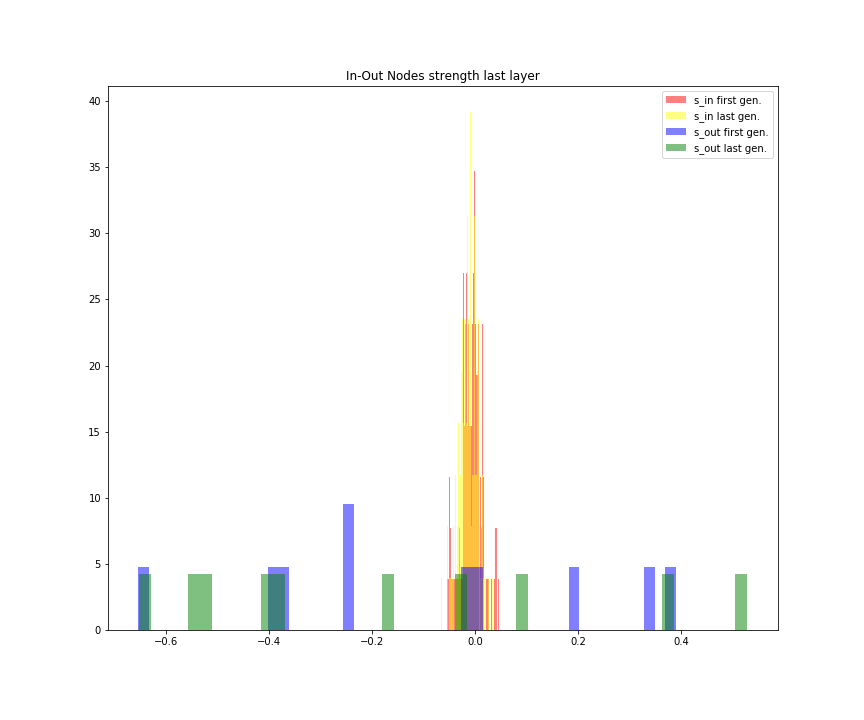 In-Out Nodes strength last layer
s_in first gen.
s_in last gen.
s_out first gen.
s_out last gen.
40
35
30
25
20
15
10
5
0
−0.6 −0.4 −0.2 0.0 0.2 0.4